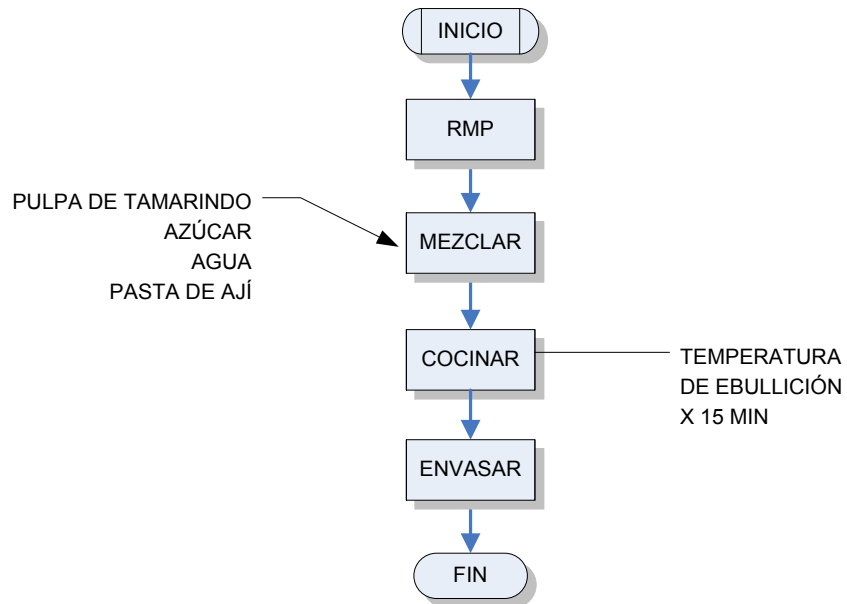 INICIO
RMP
PULPA DE TAMARINDO
AZÚCAR
AGUA
PASTA DE AJÍ
MEZCLAR
COCINAR
TEMPERATURA
DE EBULLICIÓN
X 15 MIN
ENVASAR
FIN